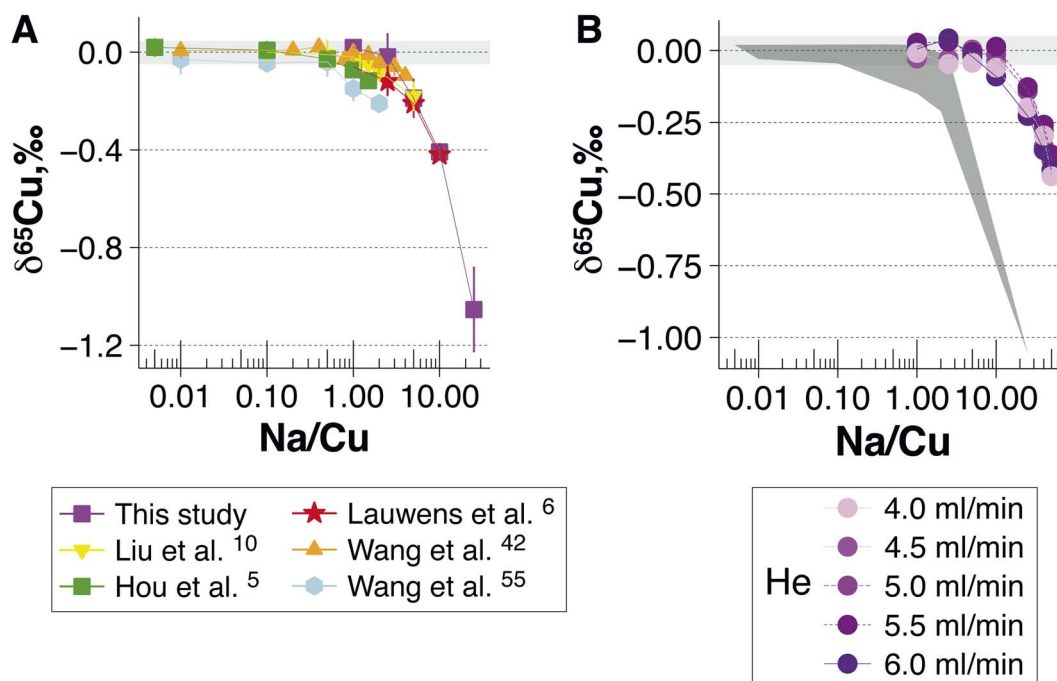 A
δ⁶⁵Cu,‰
0.0
−0.4
−0.8
−1.2
0.01 0.10 1.00 10.00
Na/Cu
This study
Liu et al. ¹⁰
Hou et al. ⁵
Lauwens et al. ⁶
Wang et al. ⁴²
Wang et al. ⁵⁵
B
δ⁶⁵Cu,‰
0.00
−0.25
−0.50
−0.75
−1.00
0.01 0.10 1.00 10.00
Na/Cu
He
4.0 ml/min
4.5 ml/min
5.0 ml/min
5.5 ml/min
6.0 ml/min